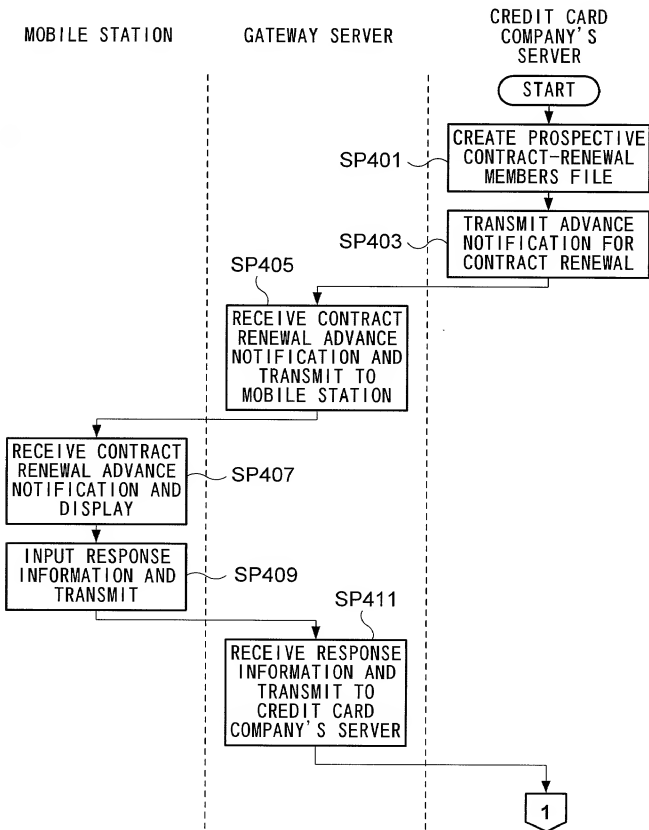 MOBILE STATION
GATEWAY SERVER
CREDIT CARD
COMPANY'S
SERVER
START
SP401
CREATE PROSPECTIVE
CONTRACT-RENEWAL
MEMBERS FILE
SP403
TRANSMIT ADVANCE
NOTIFICATION FOR
CONTRACT RENEWAL
SP405
RECEIVE CONTRACT
RENEWAL ADVANCE
NOTIFICATION AND
TRANSMIT TO
MOBILE STATION
RECEIVE CONTRACT
RENEWAL ADVANCE
NOTIFICATION AND
DISPLAY
SP407
INPUT RESPONSE
INFORMATION AND
TRANSMIT
SP409
SP411
RECEIVE RESPONSE
INFORMATION AND
TRANSMIT TO
CREDIT CARD
COMPANY'S SERVER
1